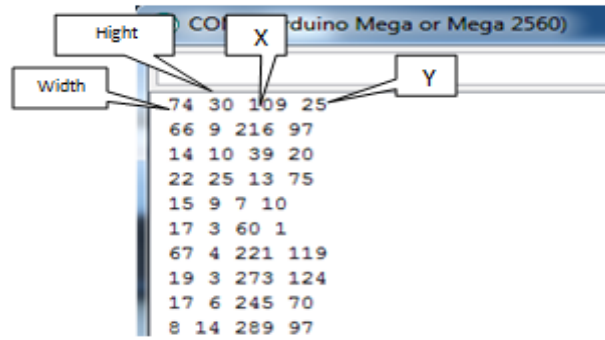 Hight
X
CO
duino Mega or Mega 2560)
Width
Y
74 30 109 25
66 9 216 97
14 10 39 20
22 25 13 75
15 9 7 10
17 3 60 1
67 4 221 119
19 3 273 124
17 6 245 70
8 14 289 97